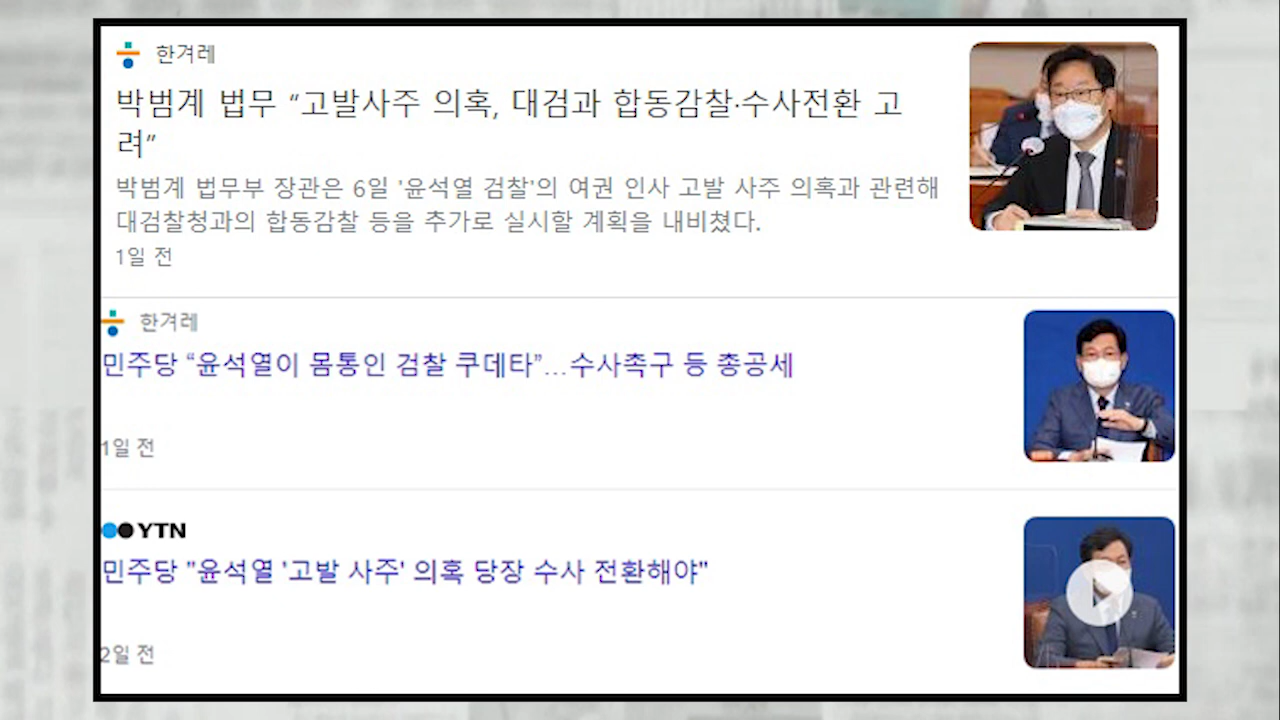 한겨레
박범계 법무 “고발사주 의혹, 대검과 합동감찰·수사전환 고
려”
박범계 법무부 장관은 6일 '윤석열 검찰'의 여권 인사 고발 사주 의혹과 관련해
대검찰청과의 합동감찰 등을 추가로 실시할 계획을 내비쳤다.
1일 전
한겨레
민주당 “윤석열이 몸통인 검찰 쿠데타”…수사촉구 등 총공세
1일 전
YTN
민주당 "윤석열 '고발 사주' 의혹 당장 수사 전환해야"
2일 전